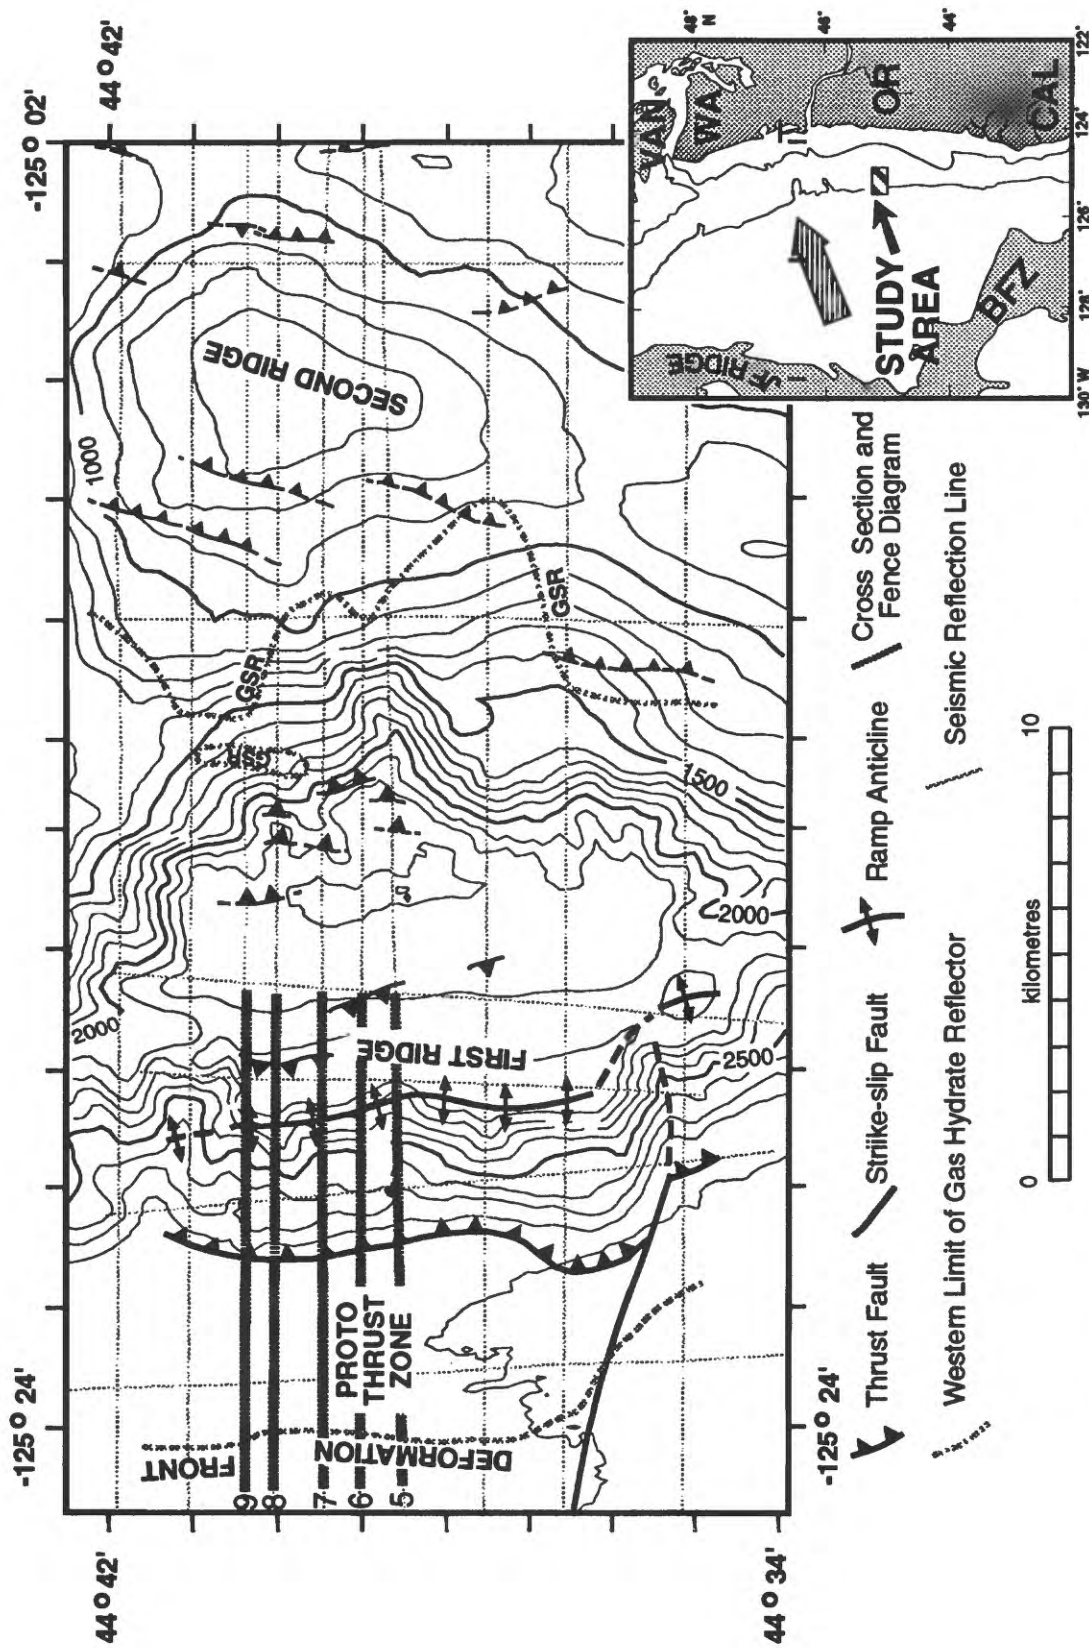 -125° 24'
-125° 02'
44° 42'
44° 42'
44° 34'
-125° 24'
1000
1500
2000
2000
2500
SECOND RIDGE
FIRST RIDGE
GSR
GSR
GSR
PROTO
THRUST
ZONE
DEFORMATION
FRONT
9
8
7
6
5
VAN
WA
OR
CAL
JF RIDGE
BFZ
STUDY
AREA
48°
N
46°
44°
130° W
128°
126°
124°
122°
Thrust Fault
Striike-slip Fault
Ramp Anticline
Cross Section and
Fence Diagram
Western Limit of Gas Hydrate Reflector
Seismic Reflection Line
0
10
kilometres